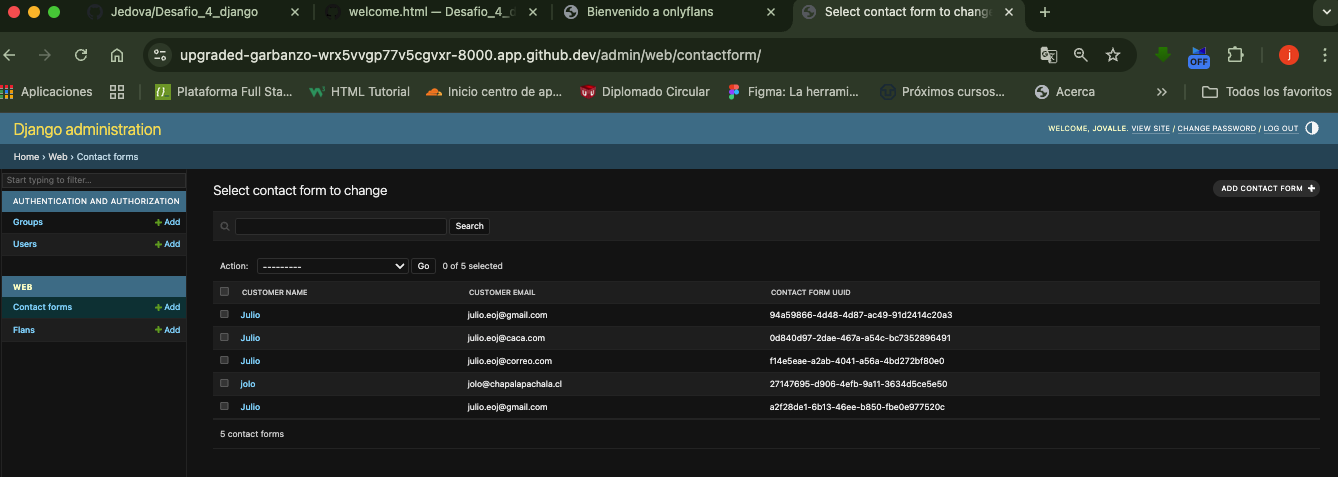 Jedova/Desafio_4_django
welcome.html — Desafio_4_d
Bienvenido a onlyflans
Select contact form to change
upgraded-garbanzo-wrx5vvgp77v5cgvxr-8000.app.github.dev/admin/web/contactform/
OFF
j
Aplicaciones
Plataforma Full Sta...
HTML Tutorial
Inicio centro de ap...
Diplomado Circular
Figma: La herrami...
Próximos cursos...
Acerca
»
Todos los favoritos
Django administration
WELCOME, JOVALLE. VIEW SITE / CHANGE PASSWORD / LOG OUT
Home › Web › Contact forms
Start typing to filter...
AUTHENTICATION AND AUTHORIZATION
Groups + Add
Users + Add
WEB
Contact forms + Add
Flans + Add
Select contact form to change
ADD CONTACT FORM +
Search
Action: --------- Go 0 of 5 selected
CUSTOMER NAME CUSTOMER EMAIL CONTACT FORM UUID
Julio julio.eoj@gmail.com 94a59866-4d48-4d87-ac49-91d2414c20a3
Julio julio.eoj@caca.com 0d840d97-2dae-467a-a54c-bc7352896491
Julio julio.eoj@correo.com f14e5eae-a2ab-4041-a56a-4bd272bf80e0
jolo jolo@chapalapachala.cl 27147695-d906-4efb-9a11-3634d5ce5e50
Julio julio.eoj@gmail.com a2f28de1-6b13-46ee-b850-fbe0e977520c
5 contact forms